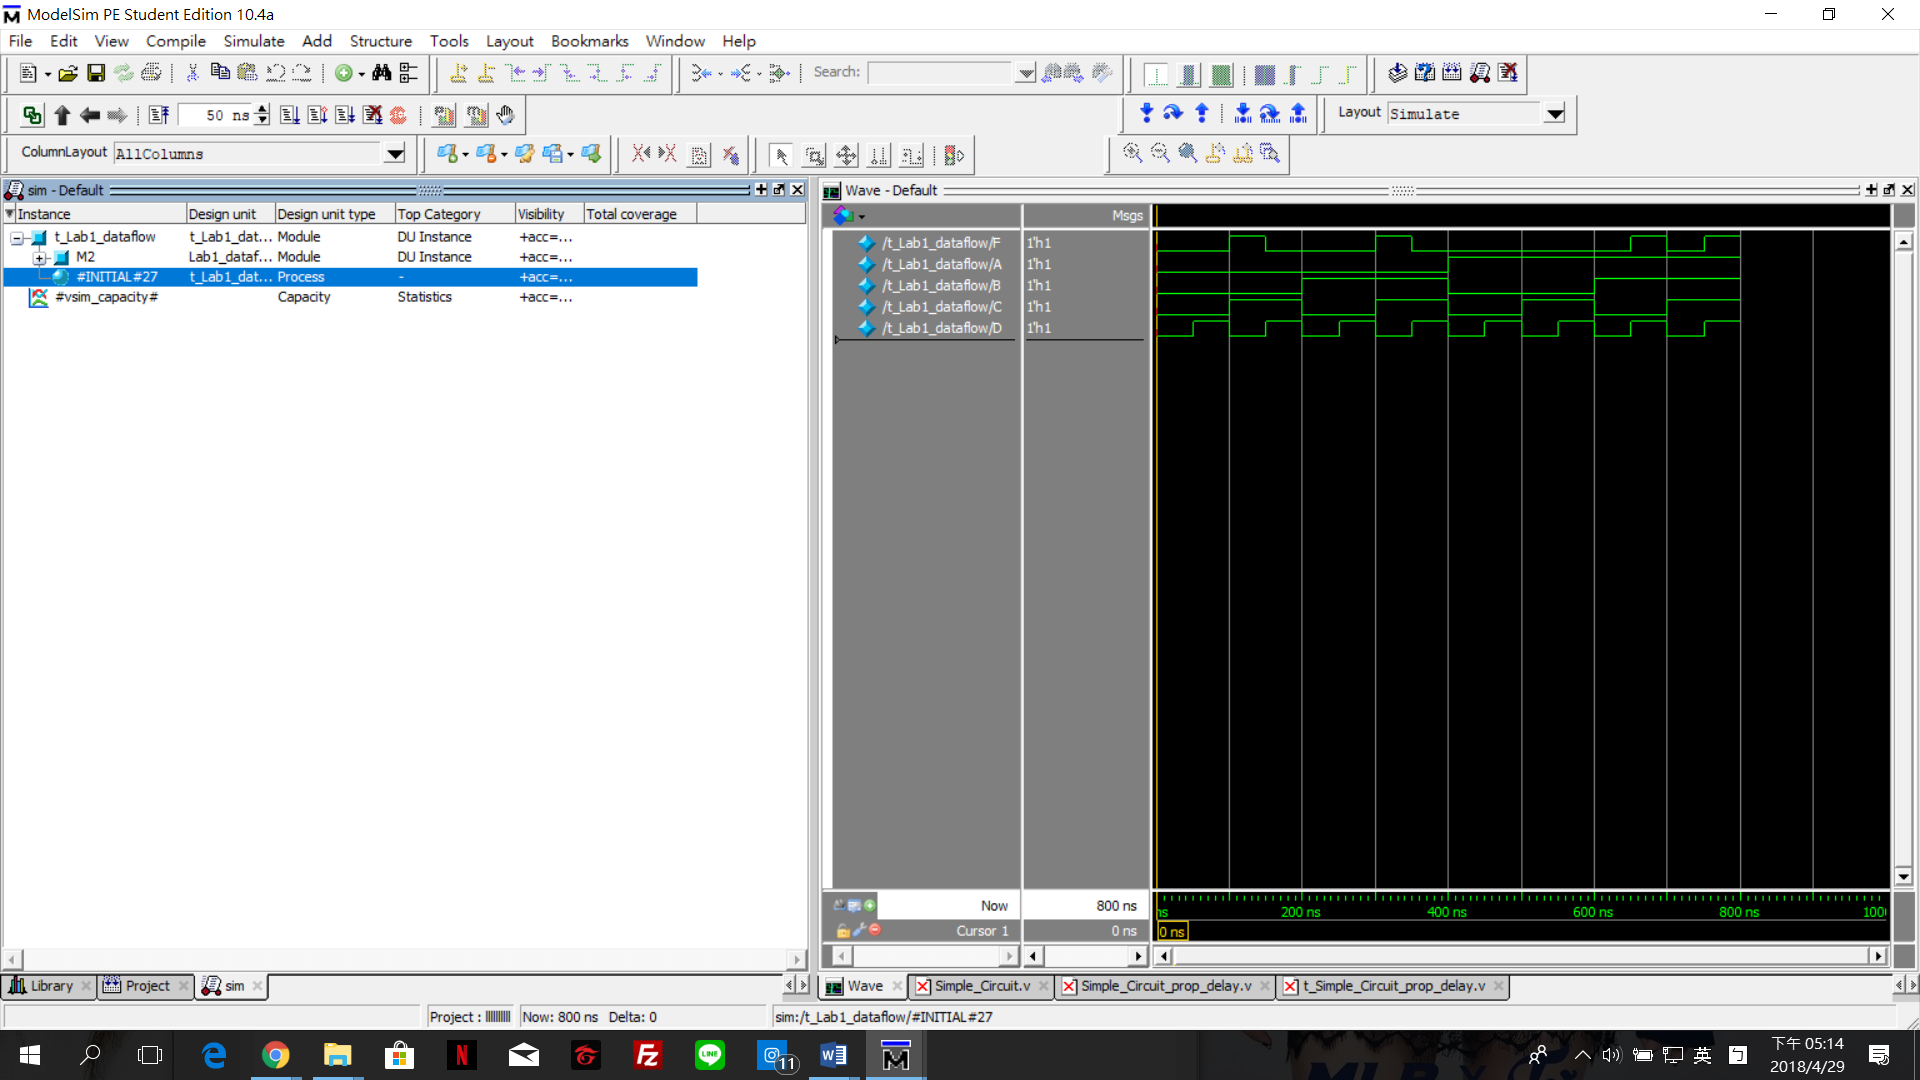 ModelSim PE Student Edition 10.4a
File Edit View Compile Simulate Add Structure Tools Layout Bookmarks Window Help
Search:
50 ns
Layout Simulate
ColumnLayout AllColumns
sim - Default
Instance Design unit Design unit type Top Category Visibility Total coverage
t_Lab1_dataflow t_Lab1_dat... Module DU Instance +acc=...
M2 Lab1_dataf... Module DU Instance +acc=...
#INITIAL#27 t_Lab1_dat... Process - +acc=...
#vsim_capacity# Capacity Statistics +acc=...
Wave - Default
Msgs
/t_Lab1_dataflow/F 1'h1
/t_Lab1_dataflow/A 1'h1
/t_Lab1_dataflow/B 1'h1
/t_Lab1_dataflow/C 1'h1
/t_Lab1_dataflow/D 1'h1
Now 800 ns
ns 200 ns 400 ns 600 ns 800 ns 100
Cursor 1 0 ns
0 ns
Library Project sim
Wave Simple_Circuit.v Simple_Circuit_prop_delay.v t_Simple_Circuit_prop_delay.v
Project : Now: 800 ns Delta: 0 sim:/t_Lab1_dataflow/#INITIAL#27
LINE
11
英
下午 05:14
2018/4/29